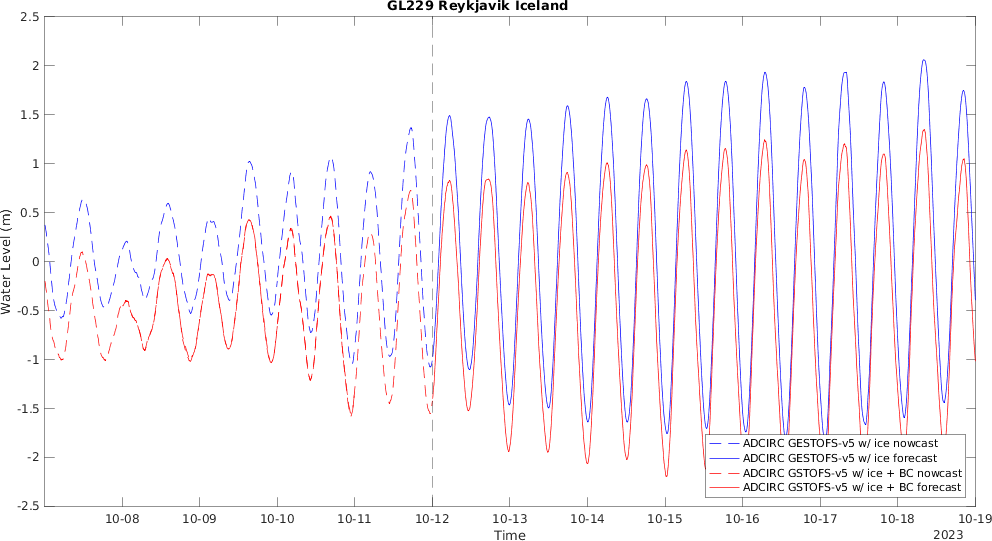 GL229 Reykjavik Iceland
2.5
2
1.5
1
0.5
0
-0.5
-1
-1.5
-2
-2.5
Water Level (m)
ADCIRC GESTOFS-v5 w/ ice nowcast
ADCIRC GESTOFS-v5 w/ ice forecast
ADCIRC GSTOFS-v5 w/ ice + BC nowcast
ADCIRC GSTOFS-v5 w/ ice + BC forecast
10-08 10-09 10-10 10-11 10-12 10-13 10-14 10-15 10-16 10-17 10-18 10-19
Time
2023